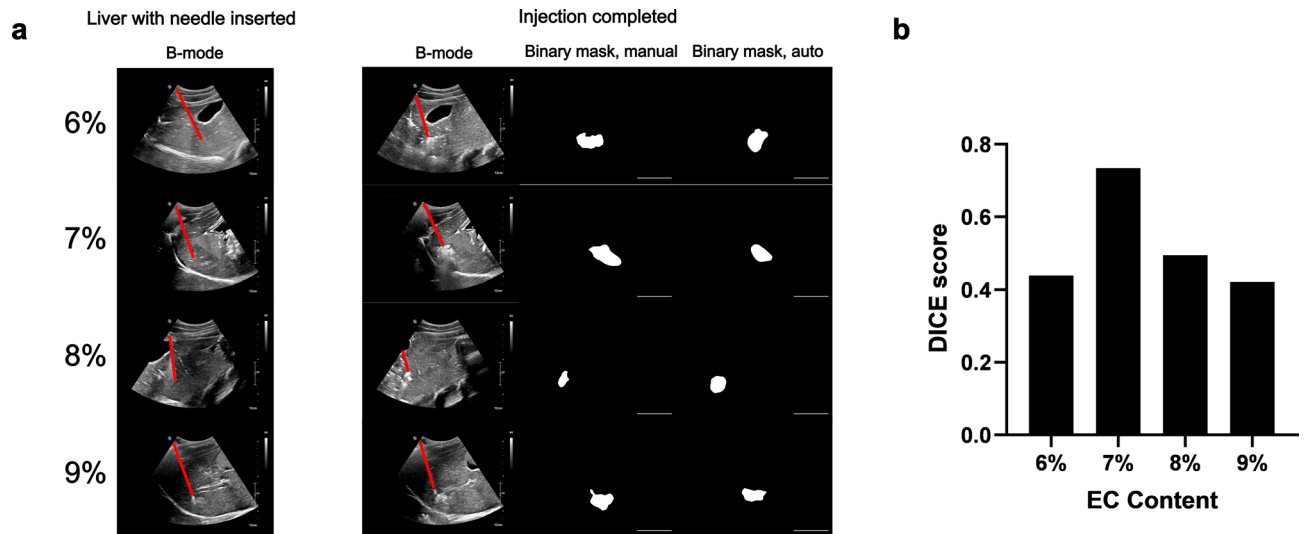 a
Liver with needle inserted
Injection completed
B-mode
B-mode
Binary mask, manual
Binary mask, auto
6%
7%
8%
9%
b
DICE score
0.8
0.6
0.4
0.2
0.0
6%
7%
8%
9%
EC Content